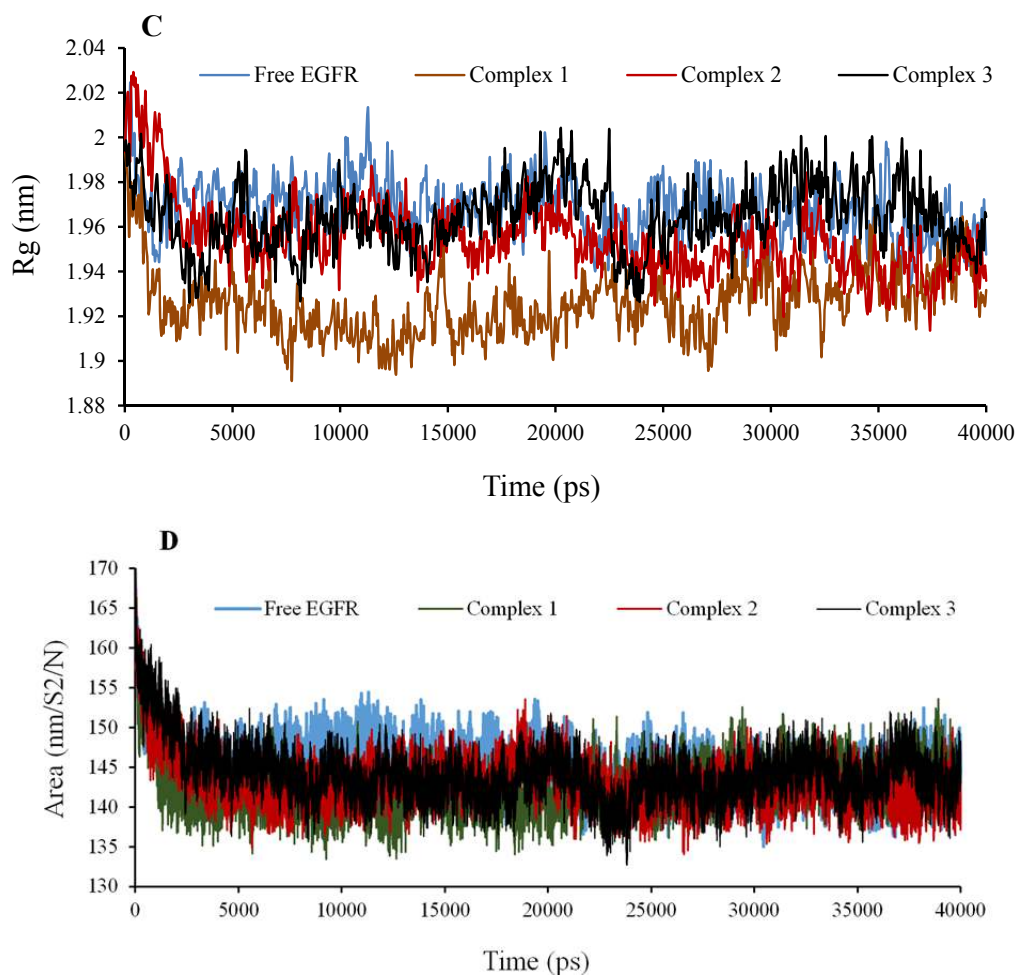 C
2.04
Free EGFR Complex 1 Complex 2 Complex 3
2.02
2
1.98
1.96
1.94
1.92
1.9
1.88
Rg (nm)
0 5000 10000 15000 20000 25000 30000 35000 40000
Time (ps)
D
170
Free EGFR Complex 1 Complex 2 Complex 3
165
160
155
150
145
140
135
130
Area (nm/S2/N)
0 5000 10000 15000 20000 25000 30000 35000 40000
Time (ps)